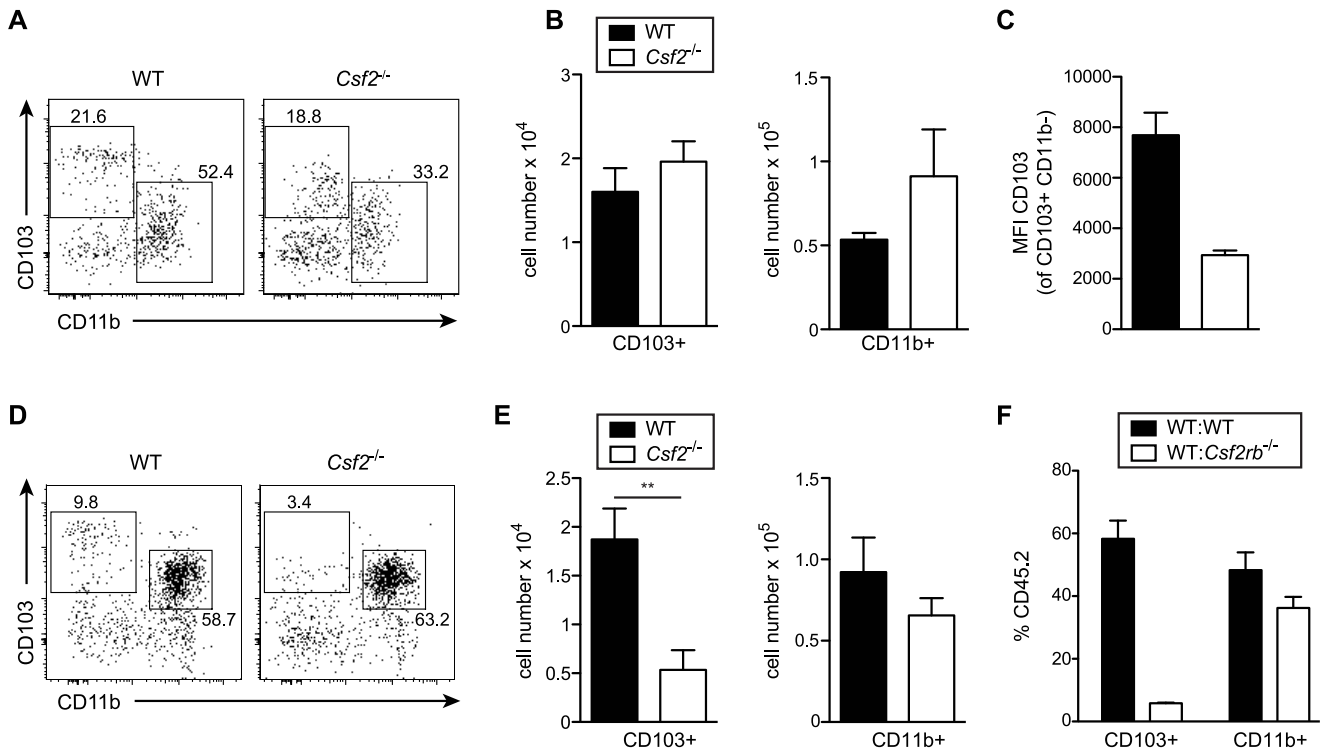 A
WT
Csf2-/-
21.6
52.4
18.8
33.2
CD103
CD11b
B
WT
Csf2-/-
cell number x 10^4
3
2
1
0
CD103+
cell number x 10^5
1.5
1
0.5
0
CD11b+
C
MFI CD103
(of CD103+ CD11b-)
10000
8000
6000
4000
2000
0
D
WT
Csf2-/-
9.8
58.7
3.4
63.2
CD103
CD11b
E
WT
Csf2-/-
cell number x 10^4
2.5
2
1.5
1
0.5
0
**
CD103+
cell number x 10^5
1.5
1.0
0.5
0
CD11b+
F
WT:WT
WT:Csf2rb-/-
% CD45.2
80
60
40
20
0
CD103+ CD11b+